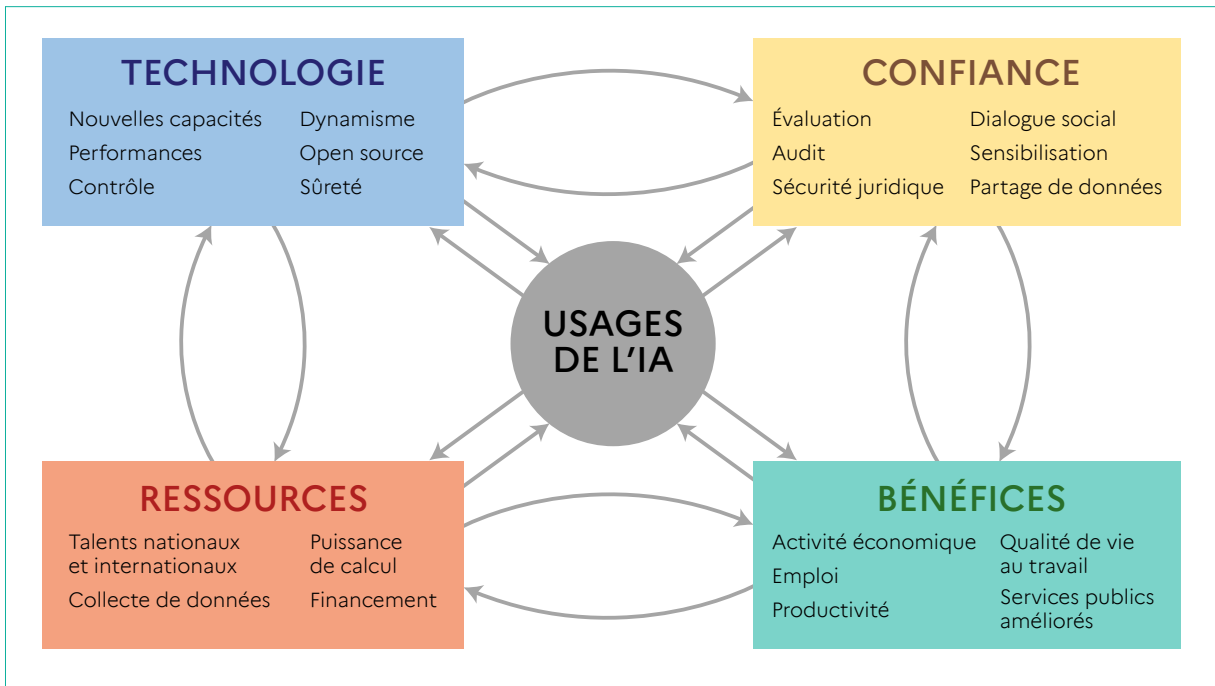 TECHNOLOGIE
Nouvelles capacités
Performances
Contrôle
Dynamisme
Open source
Sûreté
CONFIANCE
Évaluation
Audit
Sécurité juridique
Dialogue social
Sensibilisation
Partage de données
USAGES
DE L’IA
RESSOURCES
Talents nationaux
et internationaux
Collecte de données
Puissance
de calcul
Financement
BÉNÉFICES
Activité économique
Emploi
Productivité
Qualité de vie
au travail
Services publics
améliorés